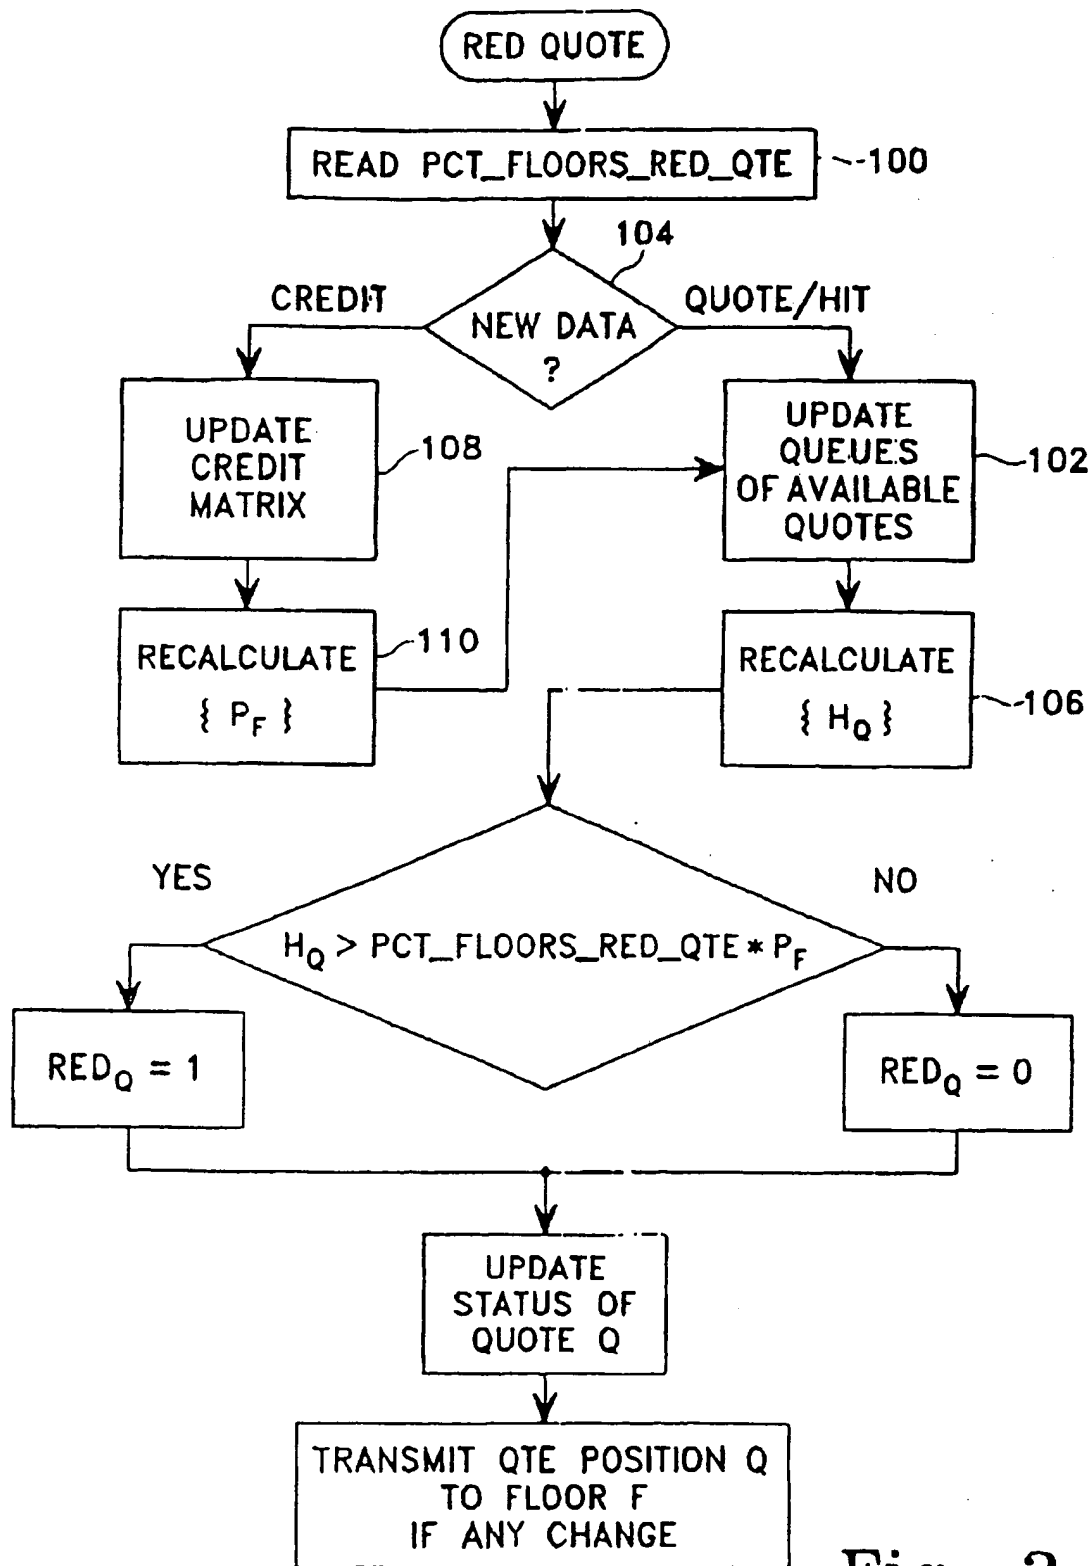 RED QUOTE
READ PCT_FLOORS_RED_QTE
100
104
CREDIT
QUOTE/HIT
NEW DATA
?
UPDATE
CREDIT
MATRIX
108
UPDATE
QUEUES
OF AVAILABLE
QUOTES
102
RECALCULATE
{ P_F }
110
RECALCULATE
{ H_Q }
106
YES
NO
H_Q > PCT_FLOORS_RED_QTE * P_F
RED_Q = 1
RED_Q = 0
UPDATE
STATUS OF
QUOTE Q
TRANSMIT QTE POSITION Q
TO FLOOR F
IF ANY CHANGE